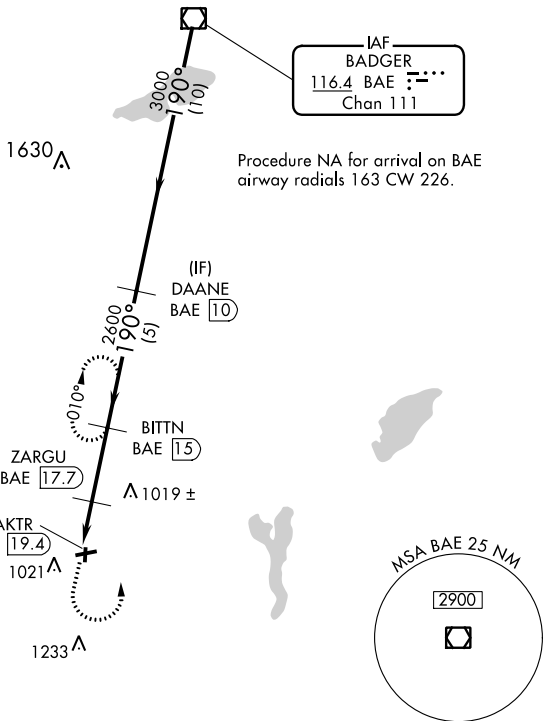 IAF
BADGER
116.4 BAE
Chan 111
3000
190°
(10)
1630
Procedure NA for arrival on BAE
airway radials 163 CW 226.
(IF)
DAANE
BAE 10
2600
190°
(5)
010°
BITTN
BAE 15
ZARGU
BAE 17.7
1019 ±
AKTR
19.4
1021
1233
MSA BAE 25 NM
2900